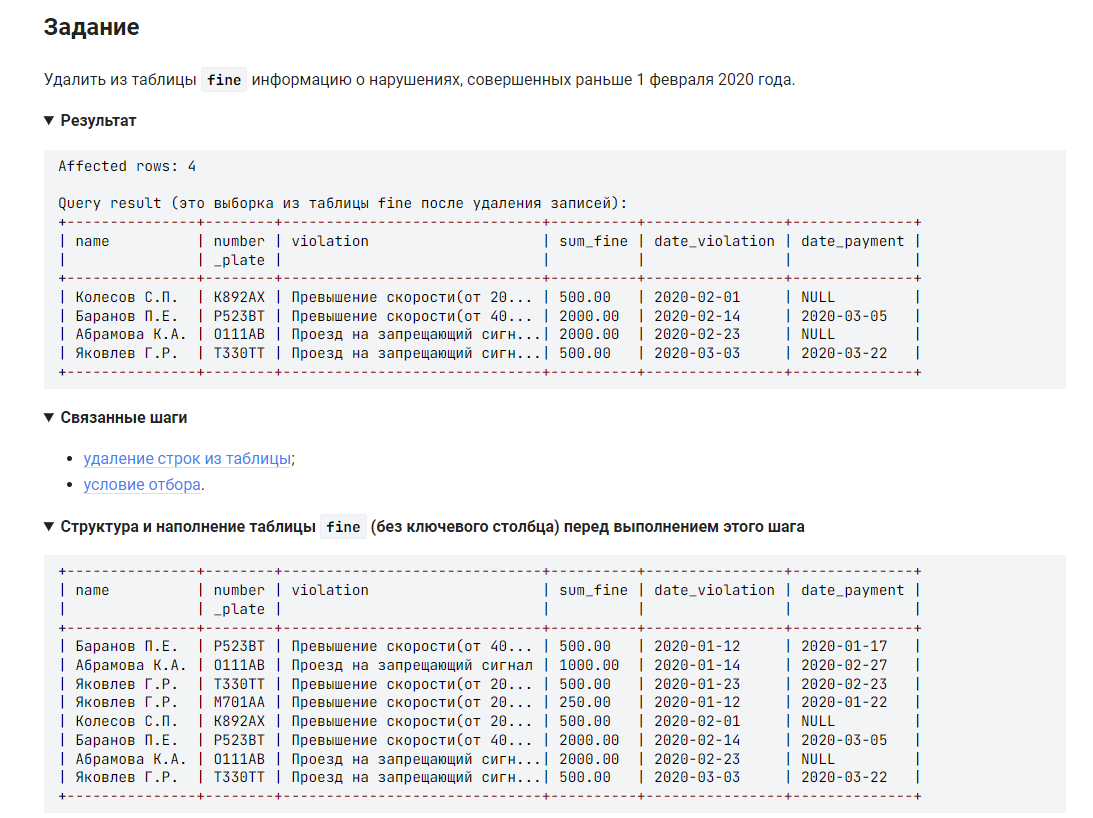 Задание
Удалить из таблицы fine информацию о нарушениях, совершенных раньше 1 февраля 2020 года.
▼ Результат
Affected rows: 4
Query result (это выборка из таблицы fine после удаления записей):
+---------------+--------+------------------------------+----------+----------------+--------------+
| name          | number | violation                    | sum_fine | date_violation | date_payment |
|               | _plate |                              |          |                |              |
+---------------+--------+------------------------------+----------+----------------+--------------+
| Колесов С.П.  | К892АХ | Превышение скорости(от 20... | 500.00   | 2020-02-01     | NULL         |
| Баранов П.Е.  | Р523ВТ | Превышение скорости(от 40... | 2000.00  | 2020-02-14     | 2020-03-05   |
| Абрамова К.А. | О111АВ | Проезд на запрещающий сигн...| 2000.00  | 2020-02-23     | NULL         |
| Яковлев Г.Р.  | Т330ТТ | Проезд на запрещающий сигн...| 500.00   | 2020-03-03     | 2020-03-22   |
+---------------+--------+------------------------------+----------+----------------+--------------+
▼ Связанные шаги
• удаление строк из таблицы;
• условие отбора.
▼ Структура и наполнение таблицы fine (без ключевого столбца) перед выполнением этого шага
+---------------+--------+------------------------------+----------+----------------+--------------+
| name          | number | violation                    | sum_fine | date_violation | date_payment |
|               | _plate |                              |          |                |              |
+---------------+--------+------------------------------+----------+----------------+--------------+
| Баранов П.Е.  | Р523ВТ | Превышение скорости(от 40... | 500.00   | 2020-01-12     | 2020-01-17   |
| Абрамова К.А. | О111АВ | Проезд на запрещающий сигнал | 1000.00  | 2020-01-14     | 2020-02-27   |
| Яковлев Г.Р.  | Т330ТТ | Превышение скорости(от 20... | 500.00   | 2020-01-23     | 2020-02-23   |
| Яковлев Г.Р.  | М701АА | Превышение скорости(от 20... | 250.00   | 2020-01-12     | 2020-01-22   |
| Колесов С.П.  | К892АХ | Превышение скорости(от 20... | 500.00   | 2020-02-01     | NULL         |
| Баранов П.Е.  | Р523ВТ | Превышение скорости(от 40... | 2000.00  | 2020-02-14     | 2020-03-05   |
| Абрамова К.А. | О111АВ | Проезд на запрещающий сигн...| 2000.00  | 2020-02-23     | NULL         |
| Яковлев Г.Р.  | Т330ТТ | Проезд на запрещающий сигн...| 500.00   | 2020-03-03     | 2020-03-22   |
+---------------+--------+------------------------------+----------+----------------+--------------+